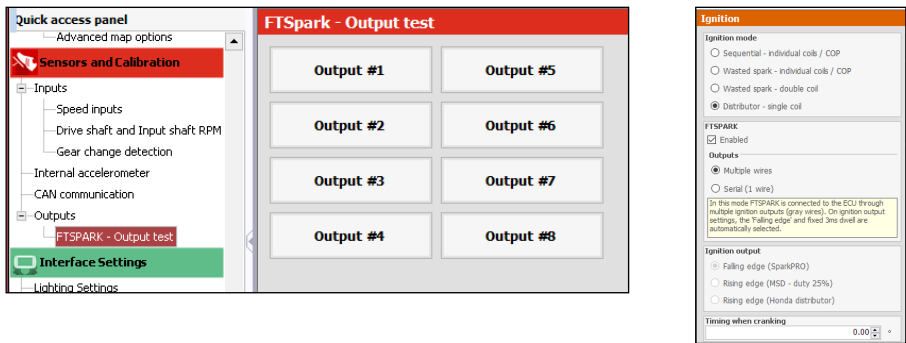 Quick access panel
Advanced map options
Sensors and Calibration
Inputs
Speed inputs
Drive shaft and Input shaft RPM
Gear change detection
Internal accelerometer
CAN communication
Outputs
FTSPARK - Output test
Interface Settings
Lighting Settings
FTSpark - Output test
Output #1
Output #5
Output #2
Output #6
Output #3
Output #7
Output #4
Output #8
Ignition
Ignition mode
Sequential - individual coils / COP
Wasted spark - individual coils / COP
Wasted spark - double coil
Distributor - single coil
FTSPARK
Enabled
Outputs
Multiple wires
Serial (1 wire)
In this mode FTSPARK is connected to the ECU through
multiple ignition outputs (gray wires). On ignition output
settings, the 'Falling edge' and fixed 3ms dwell are
automatically selected.
Ignition output
Falling edge (SparkPRO)
Rising edge (MSD - duty 25%)
Rising edge (Honda distributor)
Timing when cranking
0.00 °